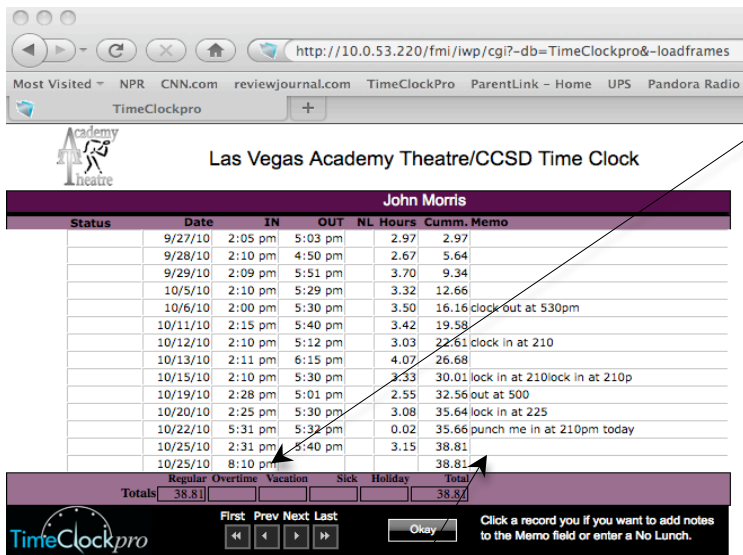 http://10.0.53.220/fmi/iwp/cgi?-db=TimeClockpro&-loadframes
Most Visited NPR CNN.com reviewjournal.com TimeClockPro ParentLink - Home UPS Pandora Radio
TimeClockpro +
Academy
Theatre
Las Vegas Academy Theatre/CCSD Time Clock
John Morris
Status Date IN OUT NL Hours Cumm. Memo
9/27/10 2:05 pm 5:03 pm 2.97 2.97
9/28/10 2:10 pm 4:50 pm 2.67 5.64
9/29/10 2:09 pm 5:51 pm 3.70 9.34
10/5/10 2:10 pm 5:29 pm 3.32 12.66
10/6/10 2:00 pm 5:30 pm 3.50 16.16 clock out at 530pm
10/11/10 2:15 pm 5:40 pm 3.42 19.58
10/12/10 2:10 pm 5:12 pm 3.03 22.61 clock in at 210
10/13/10 2:11 pm 6:15 pm 4.07 26.68
10/15/10 2:10 pm 5:30 pm 3.33 30.01 lock in at 210lock in at 210p
10/19/10 2:28 pm 5:01 pm 2.55 32.56 out at 500
10/20/10 2:25 pm 5:30 pm 3.08 35.64 lock in at 225
10/22/10 5:31 pm 5:32 pm 0.02 35.66 punch me in at 210pm today
10/25/10 2:31 pm 5:40 pm 3.15 38.81
10/25/10 8:10 pm 38.81
Regular Overtime Vacation Sick Holiday Total
Totals 38.81 38.81
TimeClockpro
First Prev Next Last
Okay
Click a record you if you want to add notes
to the Memo field or enter a No Lunch.